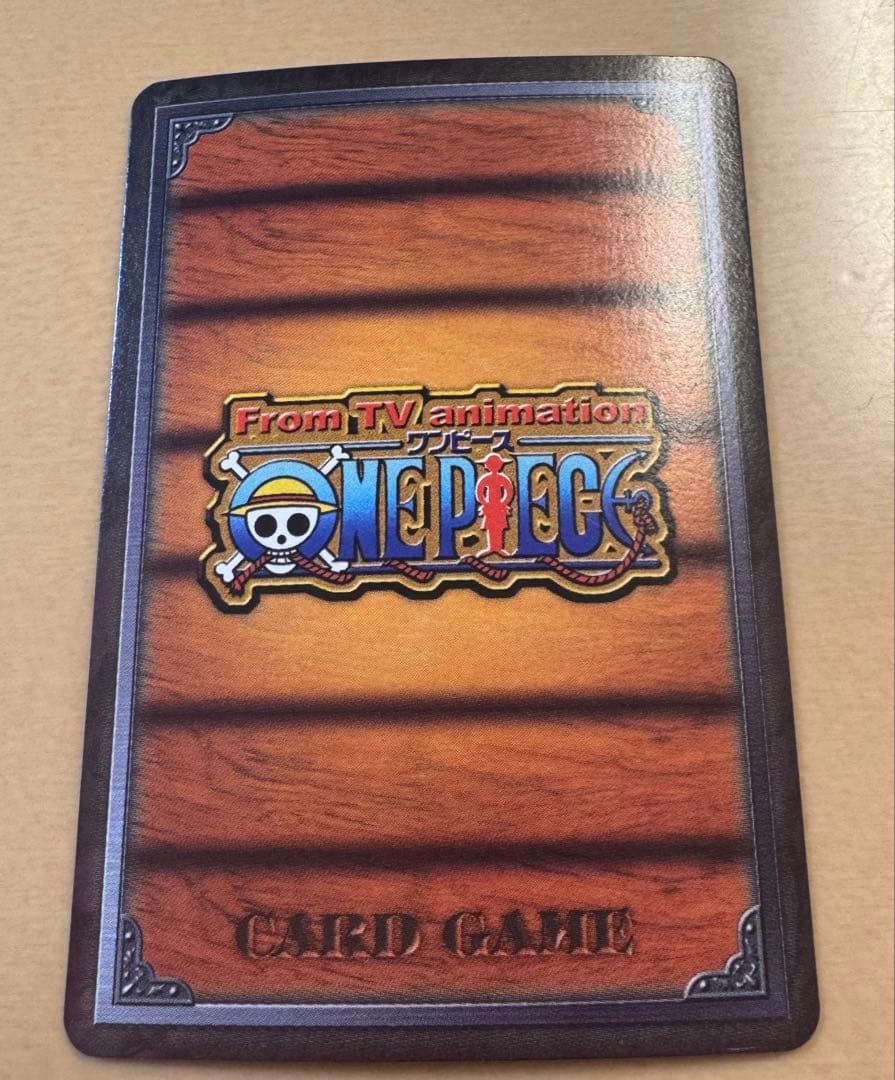 From TV animation
ワンピース
ONE PIECE
CARD GAME